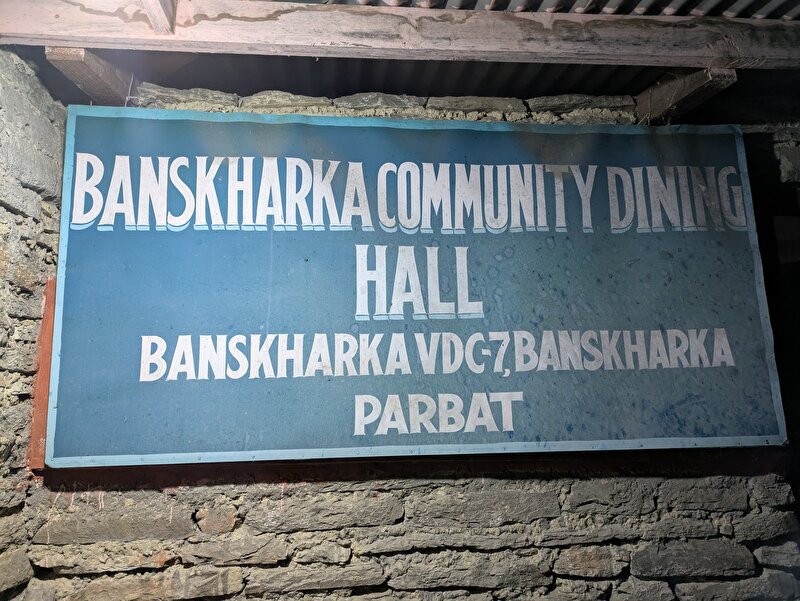 BANSKHARKA COMMUNITY DINING
HALL
BANSKHARKA VDC-7, BANSKHARKA
PARBAT